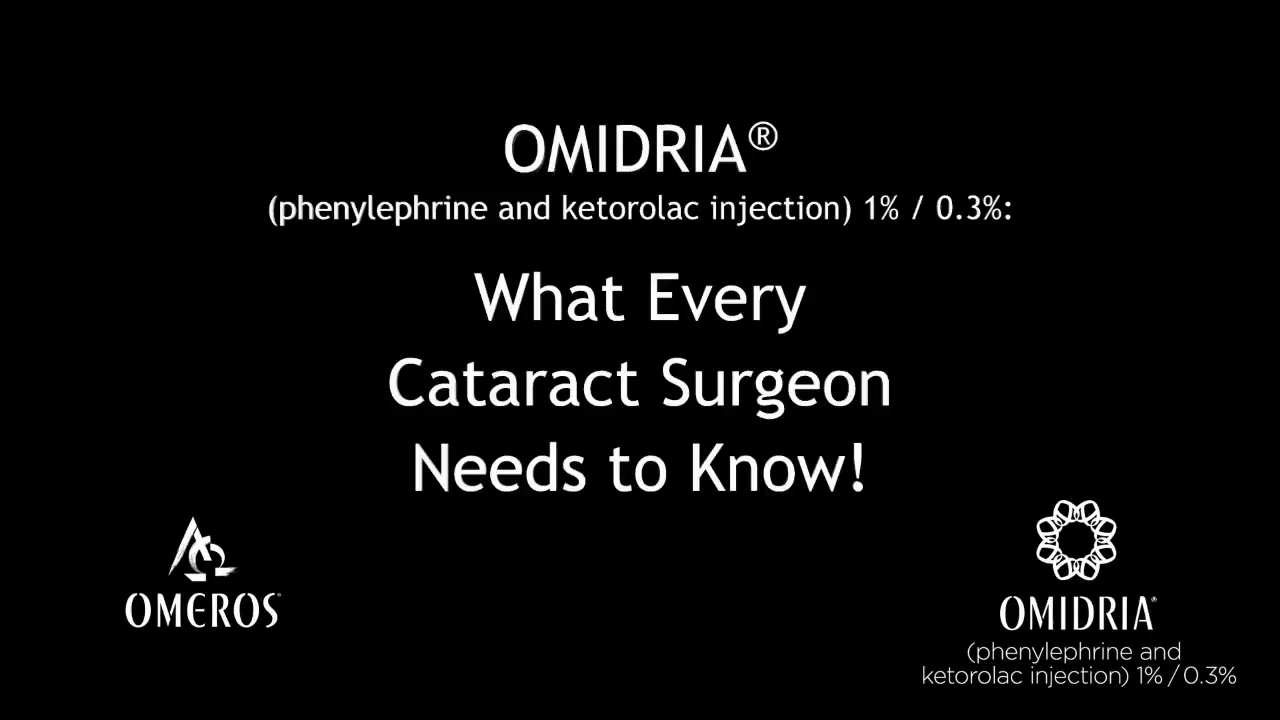 OMIDRIA®
(phenylephrine and ketorolac injection) 1% / 0.3%:
What Every
Cataract Surgeon
Needs to Know!
OMEROS®
OMIDRIA®
(phenylephrine and
ketorolac injection) 1% / 0.3%